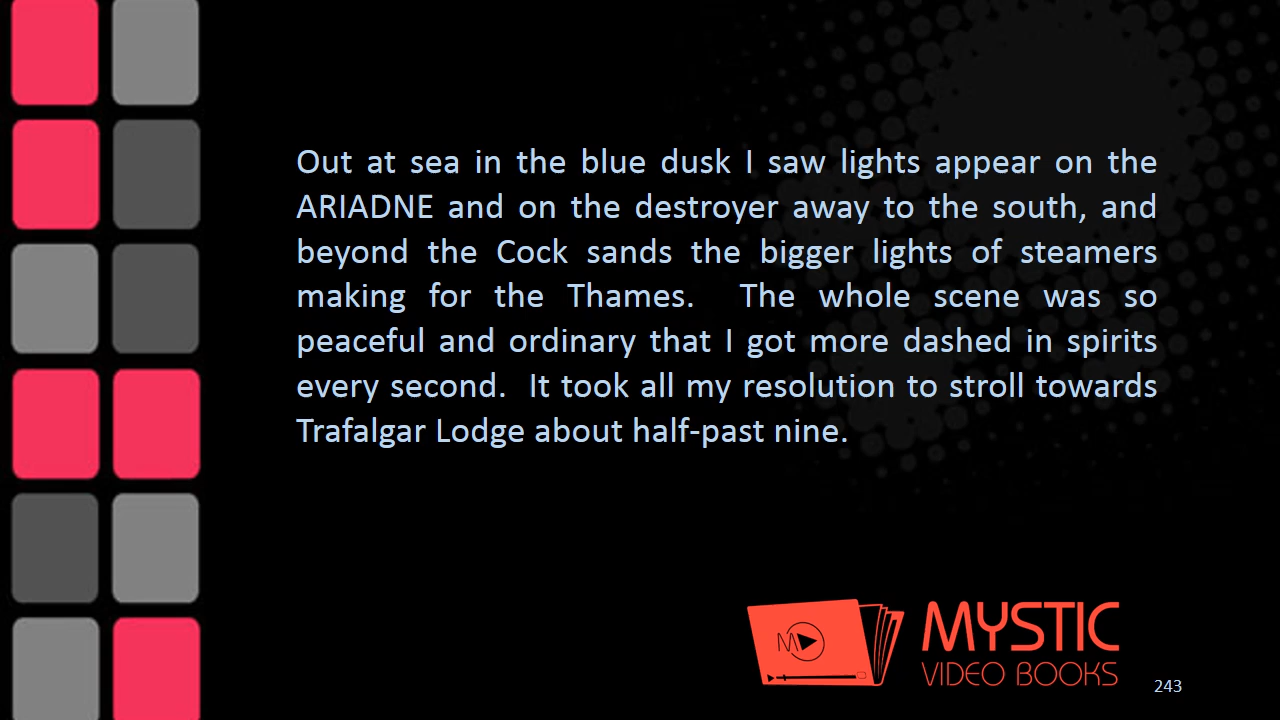 Out at sea in the blue dusk I saw lights appear on the
ARIADNE and on the destroyer away to the south, and
beyond the Cock sands the bigger lights of steamers
making for the Thames.  The whole scene was so
peaceful and ordinary that I got more dashed in spirits
every second.  It took all my resolution to stroll towards
Trafalgar Lodge about half-past nine.
M
MYSTIC
VIDEO BOOKS
243